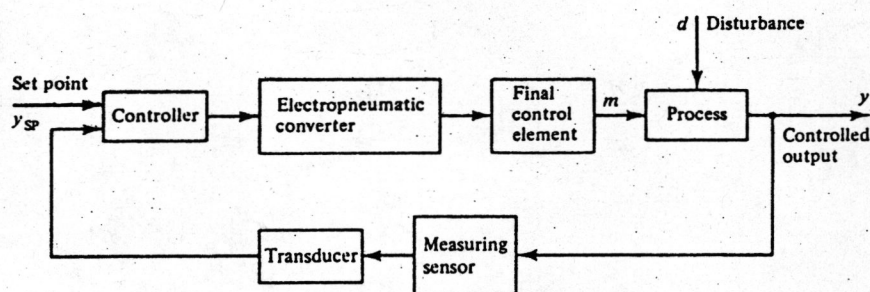 d Disturbance
Set point
y_SP
Controller
Electropneumatic
converter
Final
control
element
m
Process
y
Controlled
output
Transducer
Measuring
sensor